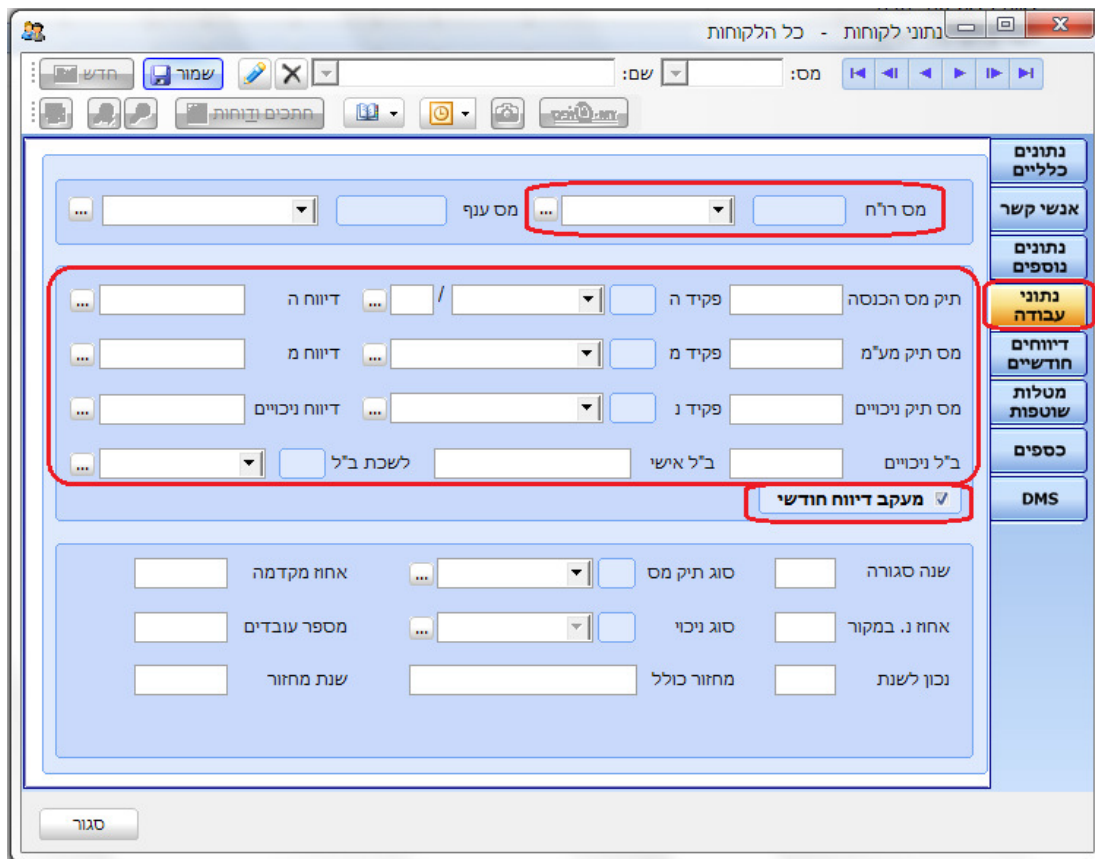 נתוני לקוחות - כל הלקוחות
מס: שם: שמור חדש
חתכים ודוחות
נתונים כלליים
אנשי קשר
נתונים נוספים
נתוני עבודה
דיווחים חודשיים
מטלות שוטפות
כספים
DMS
מס רו"ח מס ענף
תיק מס הכנסה פקיד ה / דיווח ה
מס תיק מע"מ פקיד מ דיווח מ
מס תיק ניכויים פקיד נ דיווח ניכויים
ב"ל ניכויים ב"ל אישי לשכת ב"ל
מעקב דיווח חודשי
שנה סגורה סוג תיק מס אחוז מקדמה
אחוז נ. במקור סוג ניכוי מספר עובדים
נכון לשנת מחזור כולל שנת מחזור
סגור